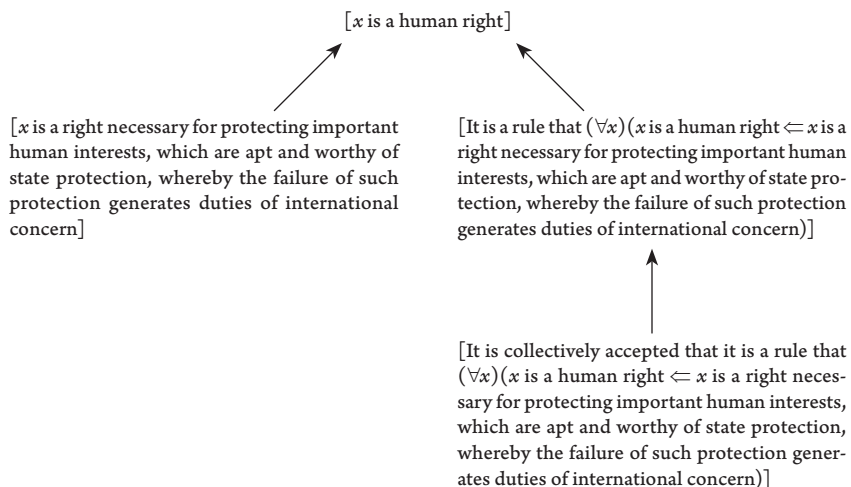 [x is a human right]
[x is a right necessary for protecting important
human interests, which are apt and worthy of
state protection, whereby the failure of such
protection generates duties of international
concern]
[It is a rule that (∀x)(x is a human right ⇐ x is a
right necessary for protecting important human
interests, which are apt and worthy of state pro-
tection, whereby the failure of such protection
generates duties of international concern)]
[It is collectively accepted that it is a rule that
(∀x)(x is a human right ⇐ x is a right neces-
sary for protecting important human interests,
which are apt and worthy of state protection,
whereby the failure of such protection gener-
ates duties of international concern)]